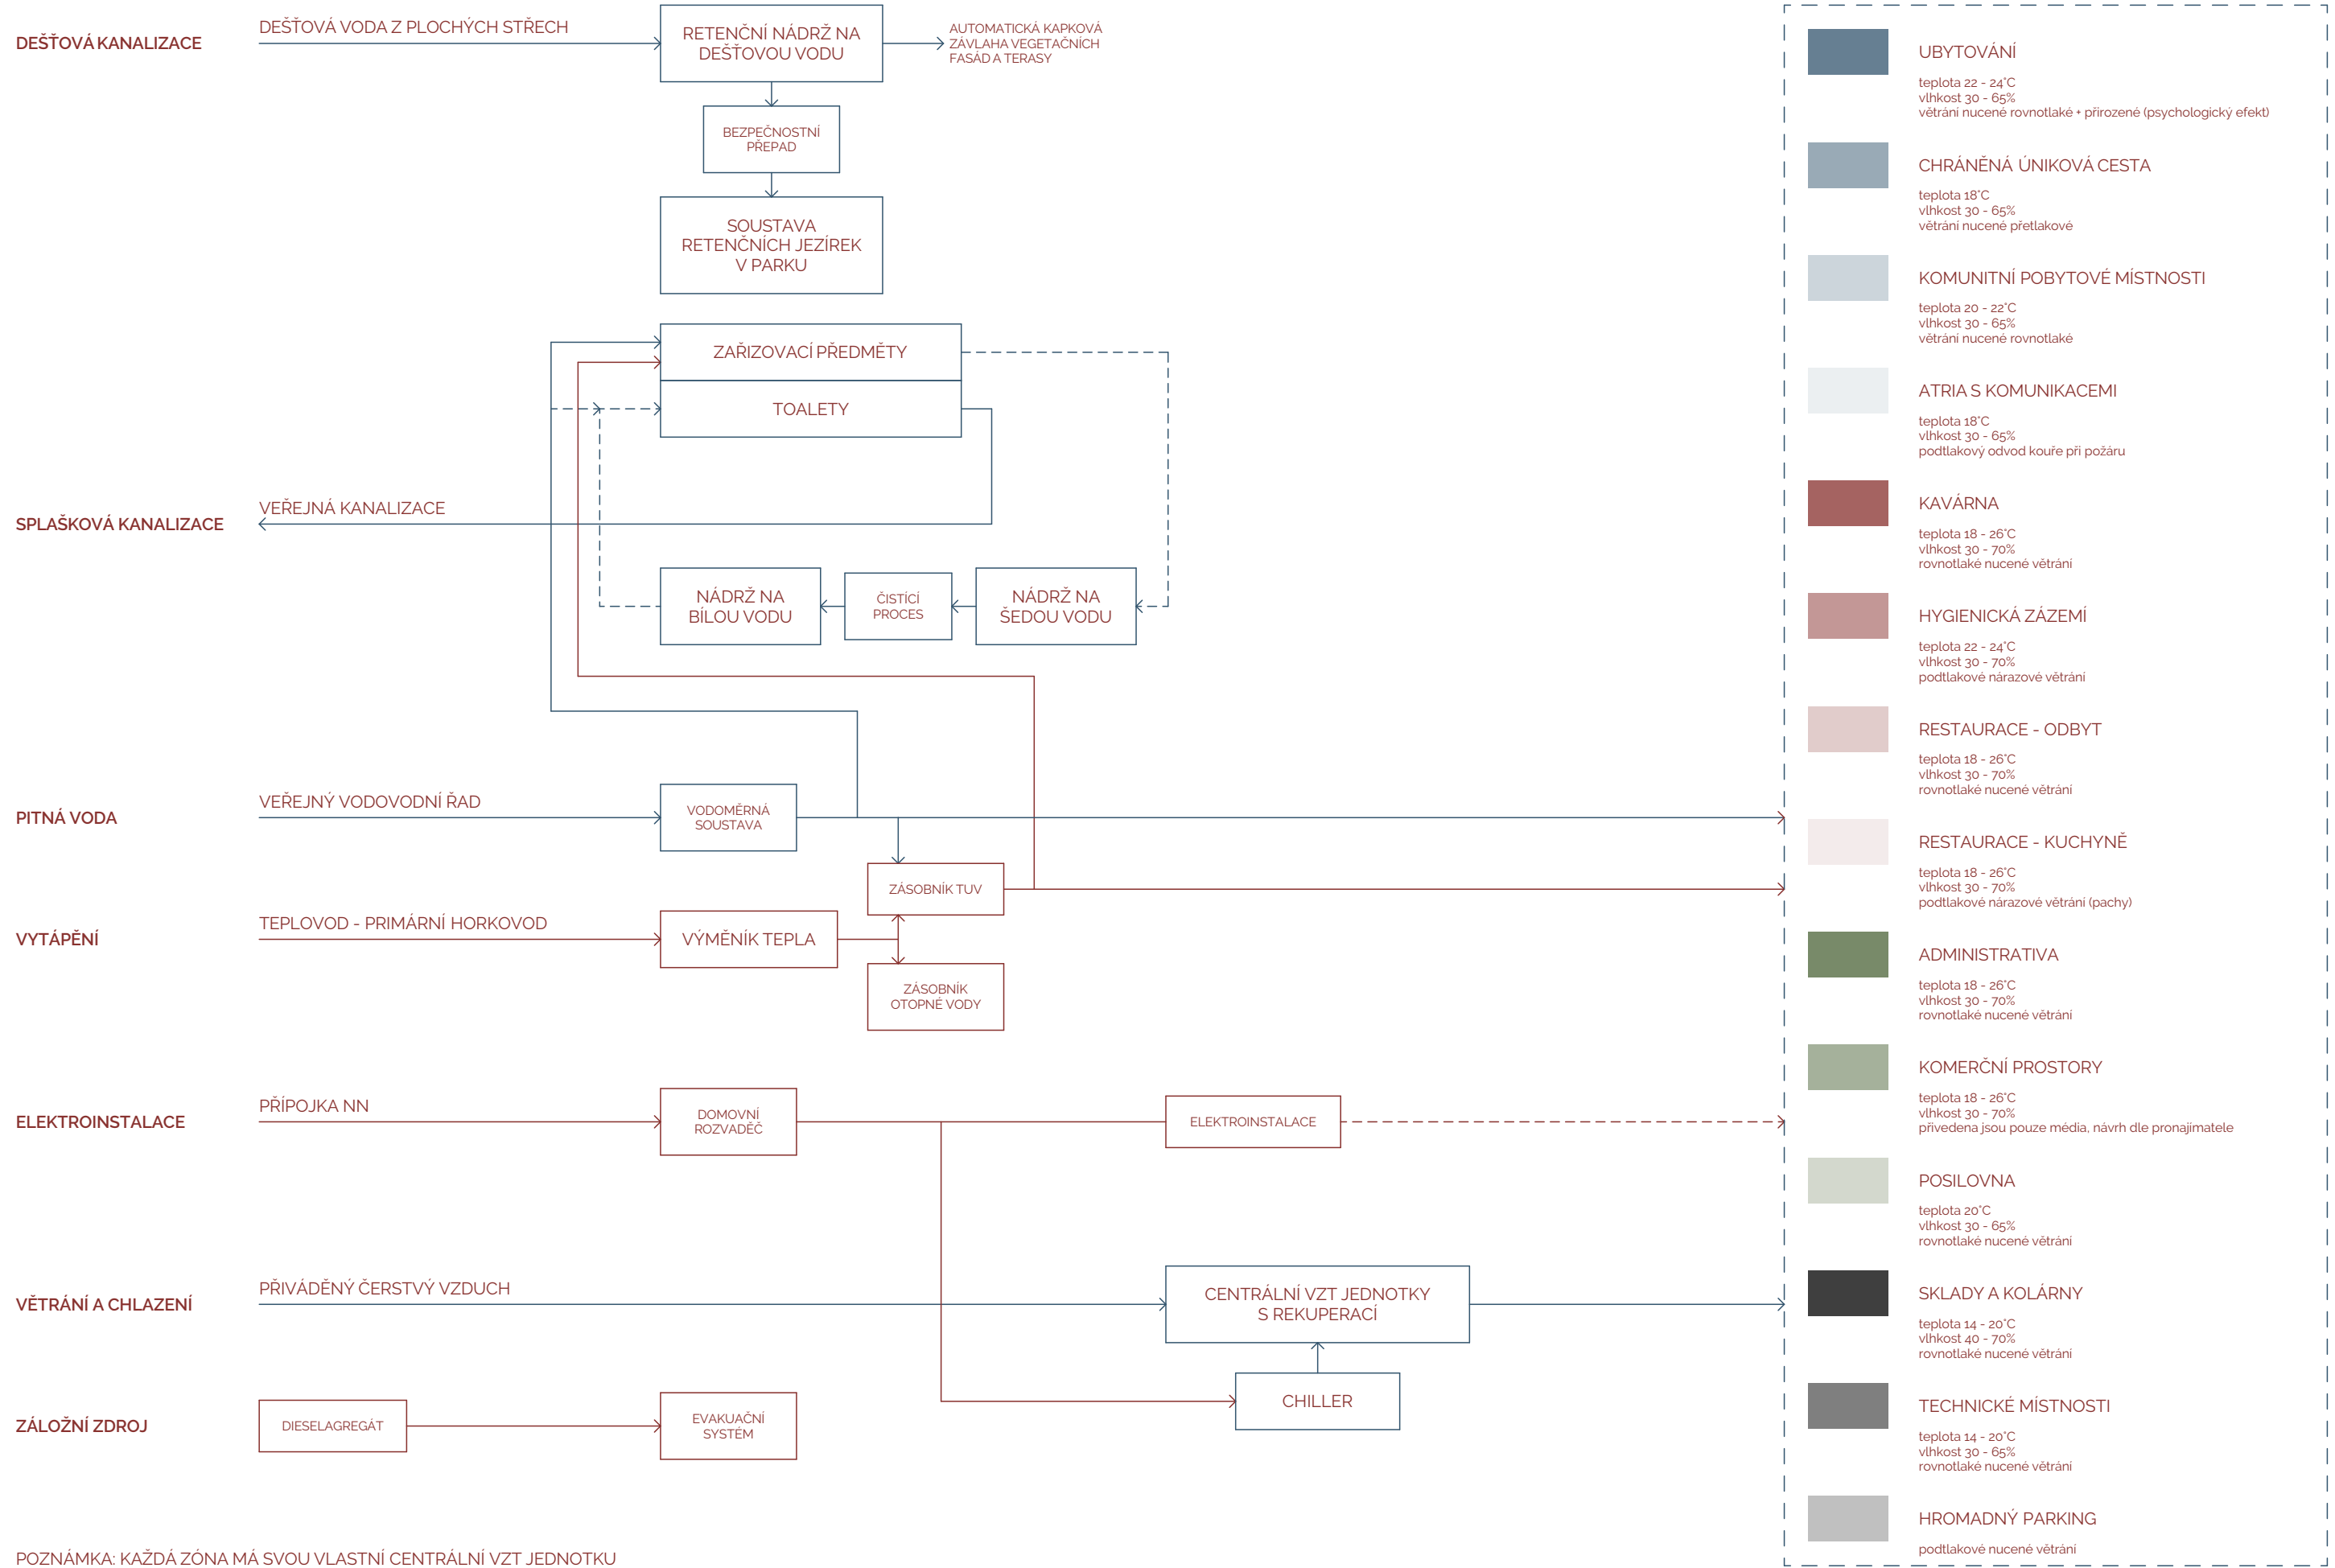 DEŠŤOVÁ KANALIZACE
DEŠŤOVÁ VODA Z PLOCHÝCH STŘECH
RETENČNÍ NÁDRŽ NA
DEŠŤOVOU VODU
AUTOMATICKÁ KAPKOVÁ
ZÁVLAHA VEGETAČNÍCH
FASÁD A TERASY
BEZPEČNOSTNÍ
PŘEPAD
SOUSTAVA
RETENČNÍCH JEZÍREK
V PARKU
ZAŘIZOVACÍ PŘEDMĚTY
TOALETY
SPLAŠKOVÁ KANALIZACE
VEŘEJNÁ KANALIZACE
NÁDRŽ NA
BÍLOU VODU
ČISTÍCÍ
PROCES
NÁDRŽ NA
ŠEDOU VODU
PITNÁ VODA
VEŘEJNÝ VODOVODNÍ ŘAD
VODOMĚRNÁ
SOUSTAVA
ZÁSOBNÍK TUV
VYTÁPĚNÍ
TEPLOVOD - PRIMÁRNÍ HORKOVOD
VÝMĚNÍK TEPLA
ZÁSOBNÍK
OTOPNÉ VODY
ELEKTROINSTALACE
PŘÍPOJKA NN
DOMOVNÍ
ROZVADĚČ
ELEKTROINSTALACE
VĚTRÁNÍ A CHLAZENÍ
PŘIVÁDĚNÝ ČERSTVÝ VZDUCH
CENTRÁLNÍ VZT JEDNOTKY
S REKUPERACÍ
CHILLER
ZÁLOŽNÍ ZDROJ
DIESELAGREGÁT
EVAKUAČNÍ
SYSTÉM
POZNÁMKA: KAŽDÁ ZÓNA MÁ SVOU VLASTNÍ CENTRÁLNÍ VZT JEDNOTKU
UBYTOVÁNÍ
teplota 22 - 24°C
vlhkost 30 - 65%
větrání nucené rovnotlaké + přirozené (psychologický efekt)
CHRÁNĚNÁ ÚNIKOVÁ CESTA
teplota 18°C
vlhkost 30 - 65%
větrání nucené přetlakové
KOMUNITNÍ POBYTOVÉ MÍSTNOSTI
teplota 20 - 22°C
vlhkost 30 - 65%
větrání nucené rovnotlaké
ATRIA S KOMUNIKACEMI
teplota 18°C
vlhkost 30 - 65%
podtlakový odvod kouře při požáru
KAVÁRNA
teplota 18 - 26°C
vlhkost 30 - 70%
rovnotlaké nucené větrání
HYGIENICKÁ ZÁZEMÍ
teplota 22 - 24°C
vlhkost 30 - 70%
podtlakové nárazové větrání
RESTAURACE - ODBYT
teplota 18 - 26°C
vlhkost 30 - 70%
rovnotlaké nucené větrání
RESTAURACE - KUCHYNĚ
teplota 18 - 26°C
vlhkost 30 - 70%
podtlakové nárazové větrání (pachy)
ADMINISTRATIVA
teplota 18 - 26°C
vlhkost 30 - 70%
rovnotlaké nucené větrání
KOMERČNÍ PROSTORY
teplota 18 - 26°C
vlhkost 30 - 70%
přivedena jsou pouze média, návrh dle pronajímatele
POSILOVNA
teplota 20°C
vlhkost 30 - 65%
rovnotlaké nucené větrání
SKLADY A KOLÁRNY
teplota 14 - 20°C
vlhkost 40 - 70%
rovnotlaké nucené větrání
TECHNICKÉ MÍSTNOSTI
teplota 14 - 20°C
vlhkost 30 - 65%
rovnotlaké nucené větrání
HROMADNÝ PARKING
podtlakové nucené větrání